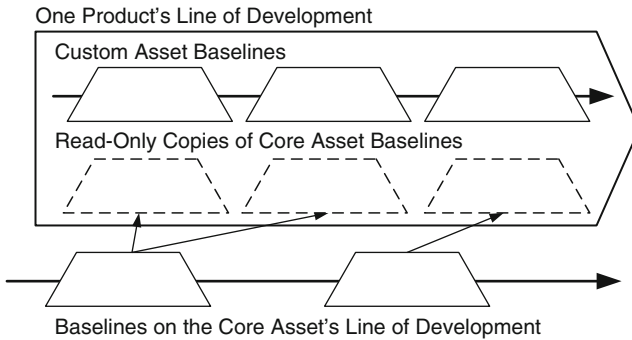 One Product's Line of Development
Custom Asset Baselines
Read-Only Copies of Core Asset Baselines
Baselines on the Core Asset's Line of Development